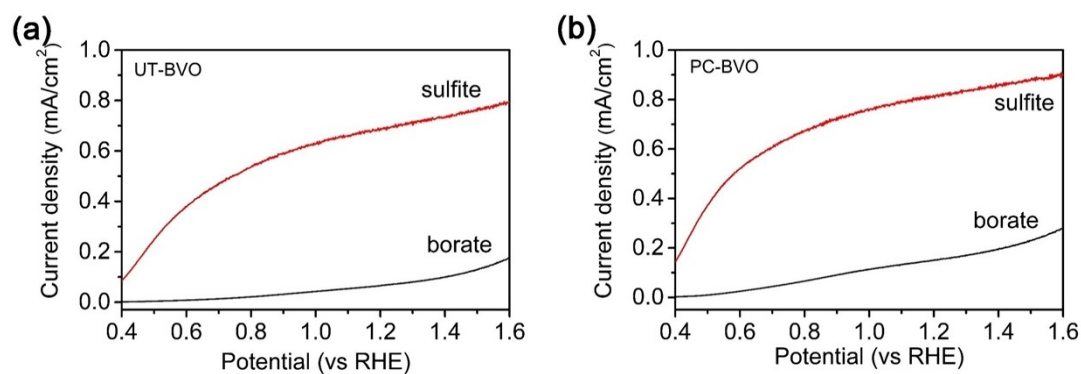 (a)
Current density (mA/cm²)
1.0
0.8
0.6
0.4
0.2
0.0
UT-BVO
sulfite
borate
0.4 0.6 0.8 1.0 1.2 1.4 1.6
Potential (vs RHE)
(b)
Current density (mA/cm²)
1.0
0.8
0.6
0.4
0.2
0.0
PC-BVO
sulfite
borate
0.4 0.6 0.8 1.0 1.2 1.4 1.6
Potential (vs RHE)